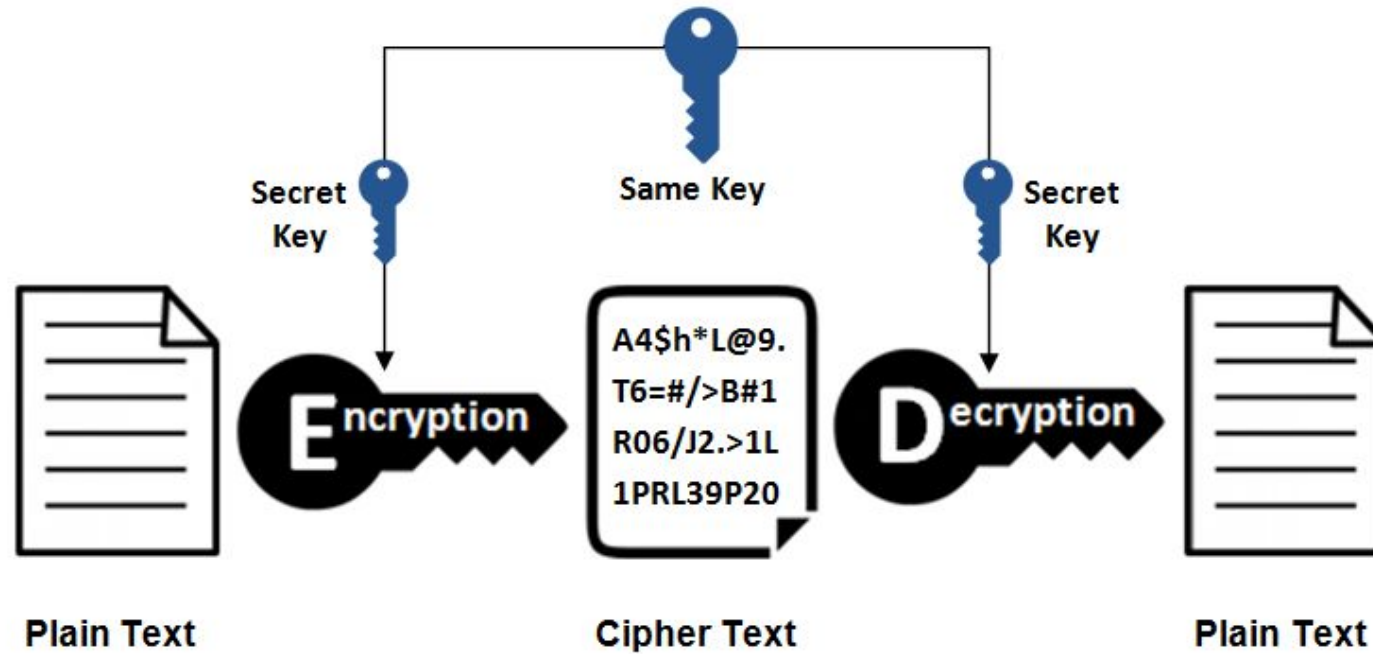 Same Key
Secret
Key
Secret
Key
Encryption
A4$h*L@9.
T6=#/>B#1
R06/J2.>1L
1PRL39P20
Decryption
Plain Text
Cipher Text
Plain Text